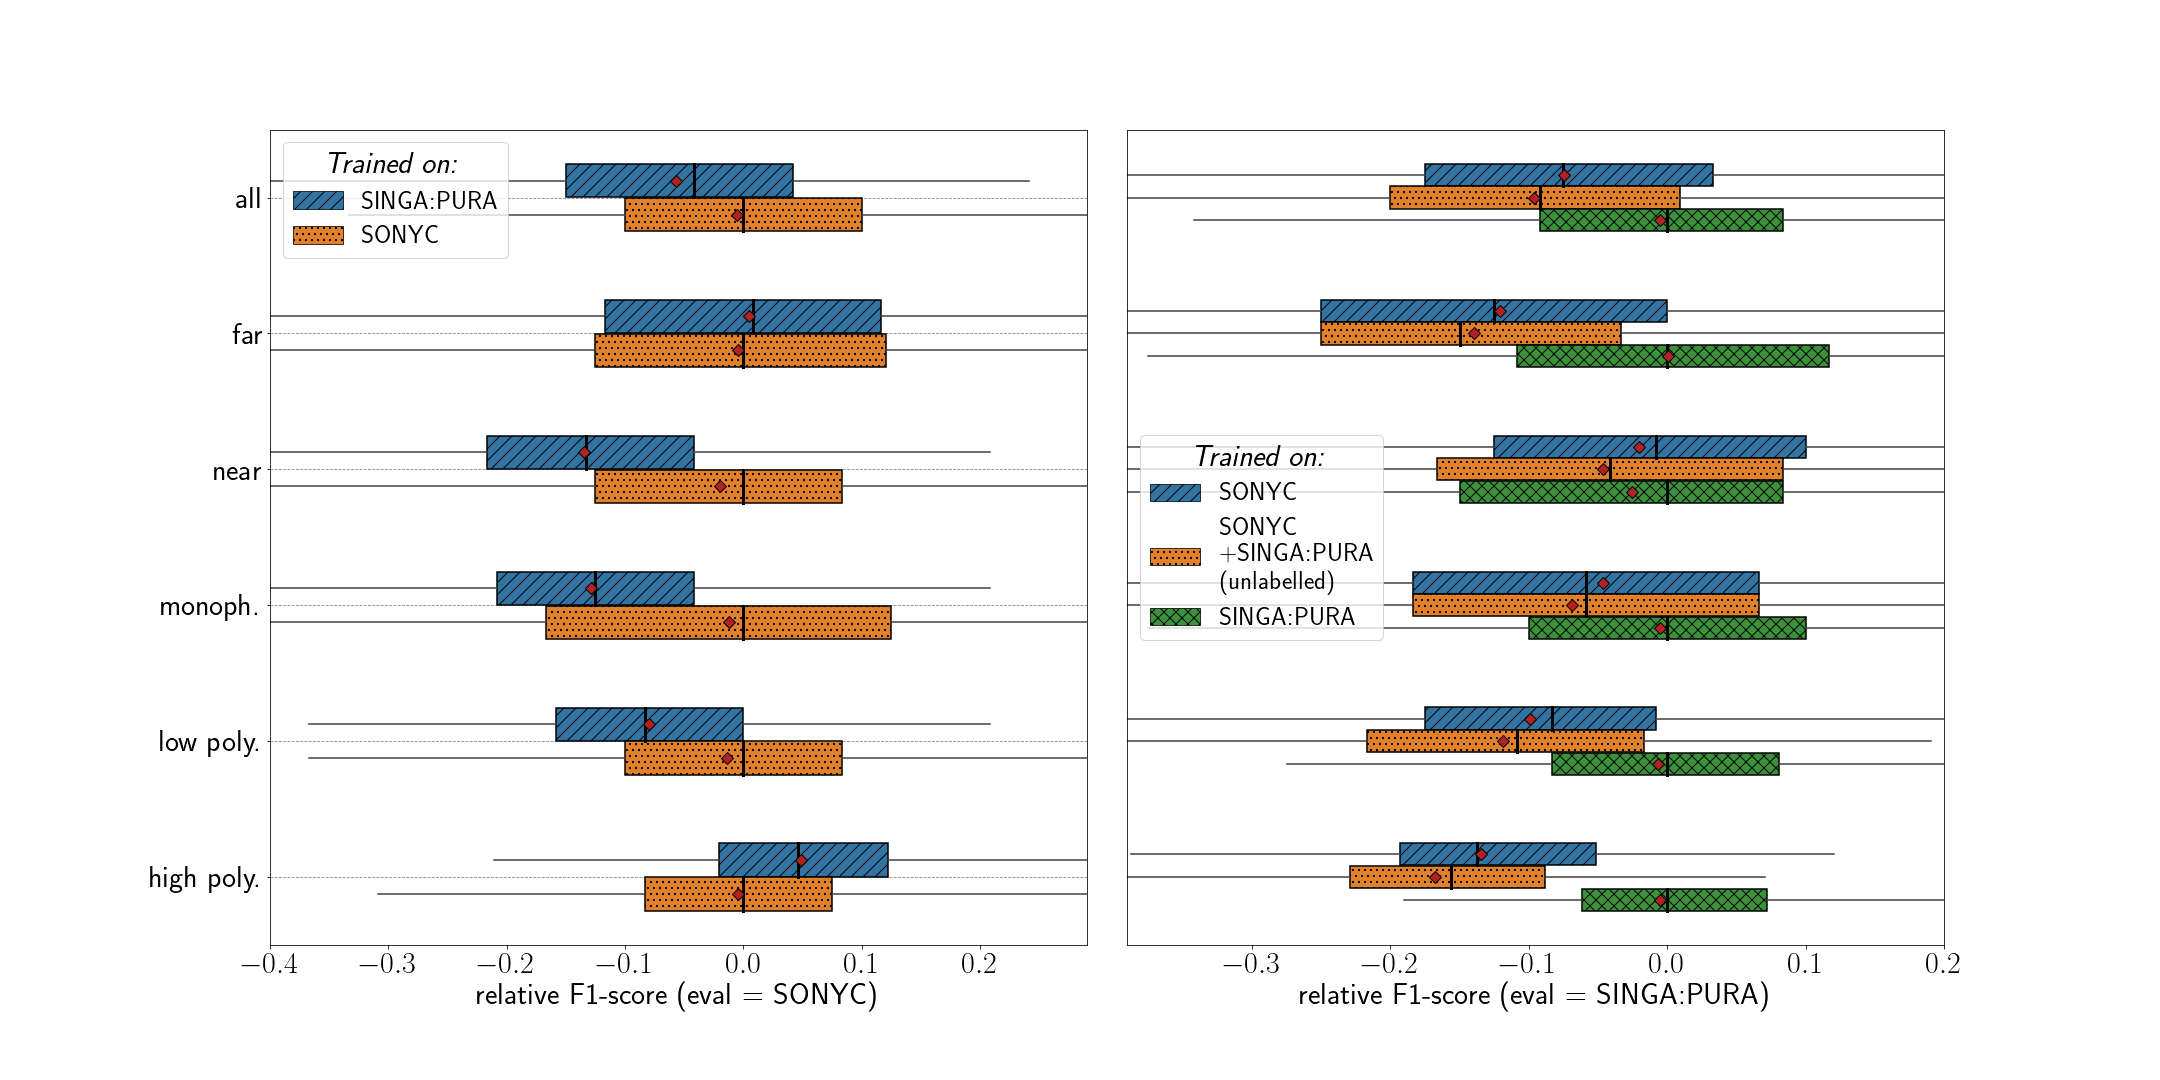 Trained on:
SINGA:PURA
SONYC
all
far
near
monoph.
low poly.
high poly.
−0.4 −0.3 −0.2 −0.1 0.0 0.1 0.2
relative F1-score (eval = SONYC)
Trained on:
SONYC
SONYC
+SINGA:PURA
(unlabelled)
SINGA:PURA
−0.3 −0.2 −0.1 0.0 0.1 0.2
relative F1-score (eval = SINGA:PURA)